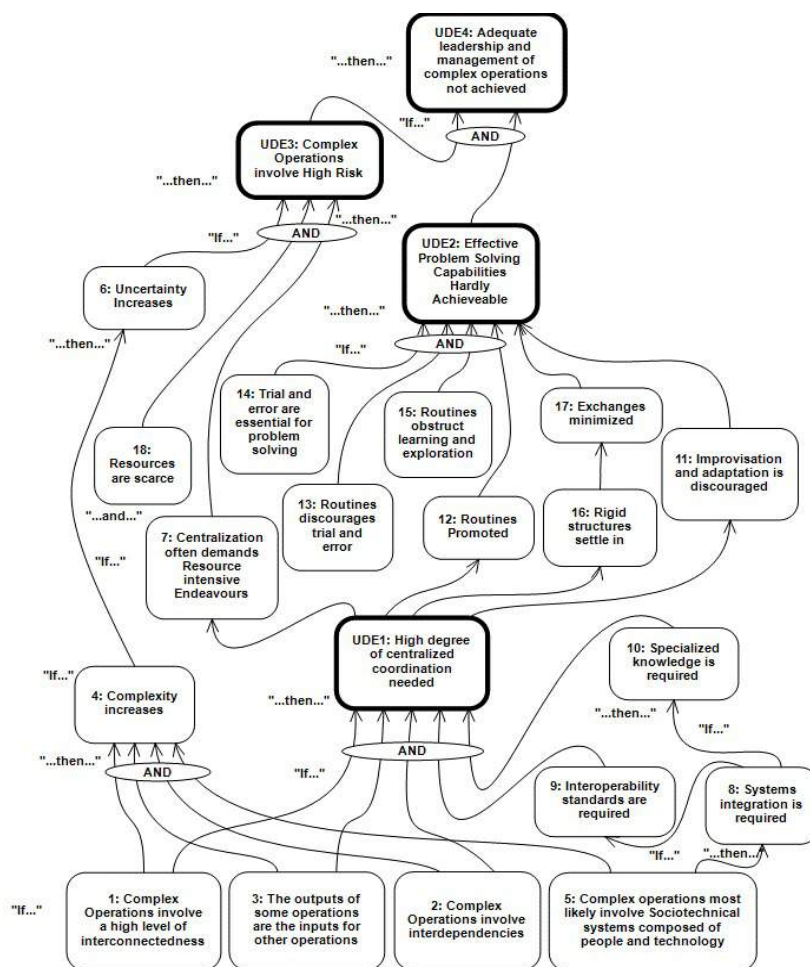 UDE4: Adequate
leadership and
management of
complex operations
not achieved
"...then..."
"If..."
AND
UDE3: Complex
Operations
involve High Risk
"...then..."
"...then..."
"If..."
AND
UDE2: Effective
Problem Solving
Capabilities
Hardly
Achieveable
6: Uncertainty
Increases
"...then..."
"...then..."
"If..."
AND
14: Trial and
error are
essential for
problem
solving
15: Routines
obstruct
learning and
exploration
17: Exchanges
minimized
11: Improvisation
and adaptation is
discouraged
18:
Resources
are scarce
"...and..."
13: Routines
discourages
trial and
error
12: Routines
Promoted
16: Rigid
structures
settle in
7: Centralization
often demands
Resource
intensive
Endeavours
"If..."
UDE1: High degree
of centralized
coordination
needed
10: Specialized
knowledge is
required
"If..."
4: Complexity
increases
"...then..."
"...then..."
"If..."
"...then..."
AND
"If..."
AND
9: Interoperability
standards are
required
8: Systems
integration is
required
"If..."
"...then..."
"If..."
1: Complex
Operations involve
a high level of
interconnectedness
3: The outputs of
some operations
are the inputs for
other operations
2: Complex
Operations involve
interdependencies
5: Complex operations most
likely involve Sociotechnical
systems composed of
people and technology